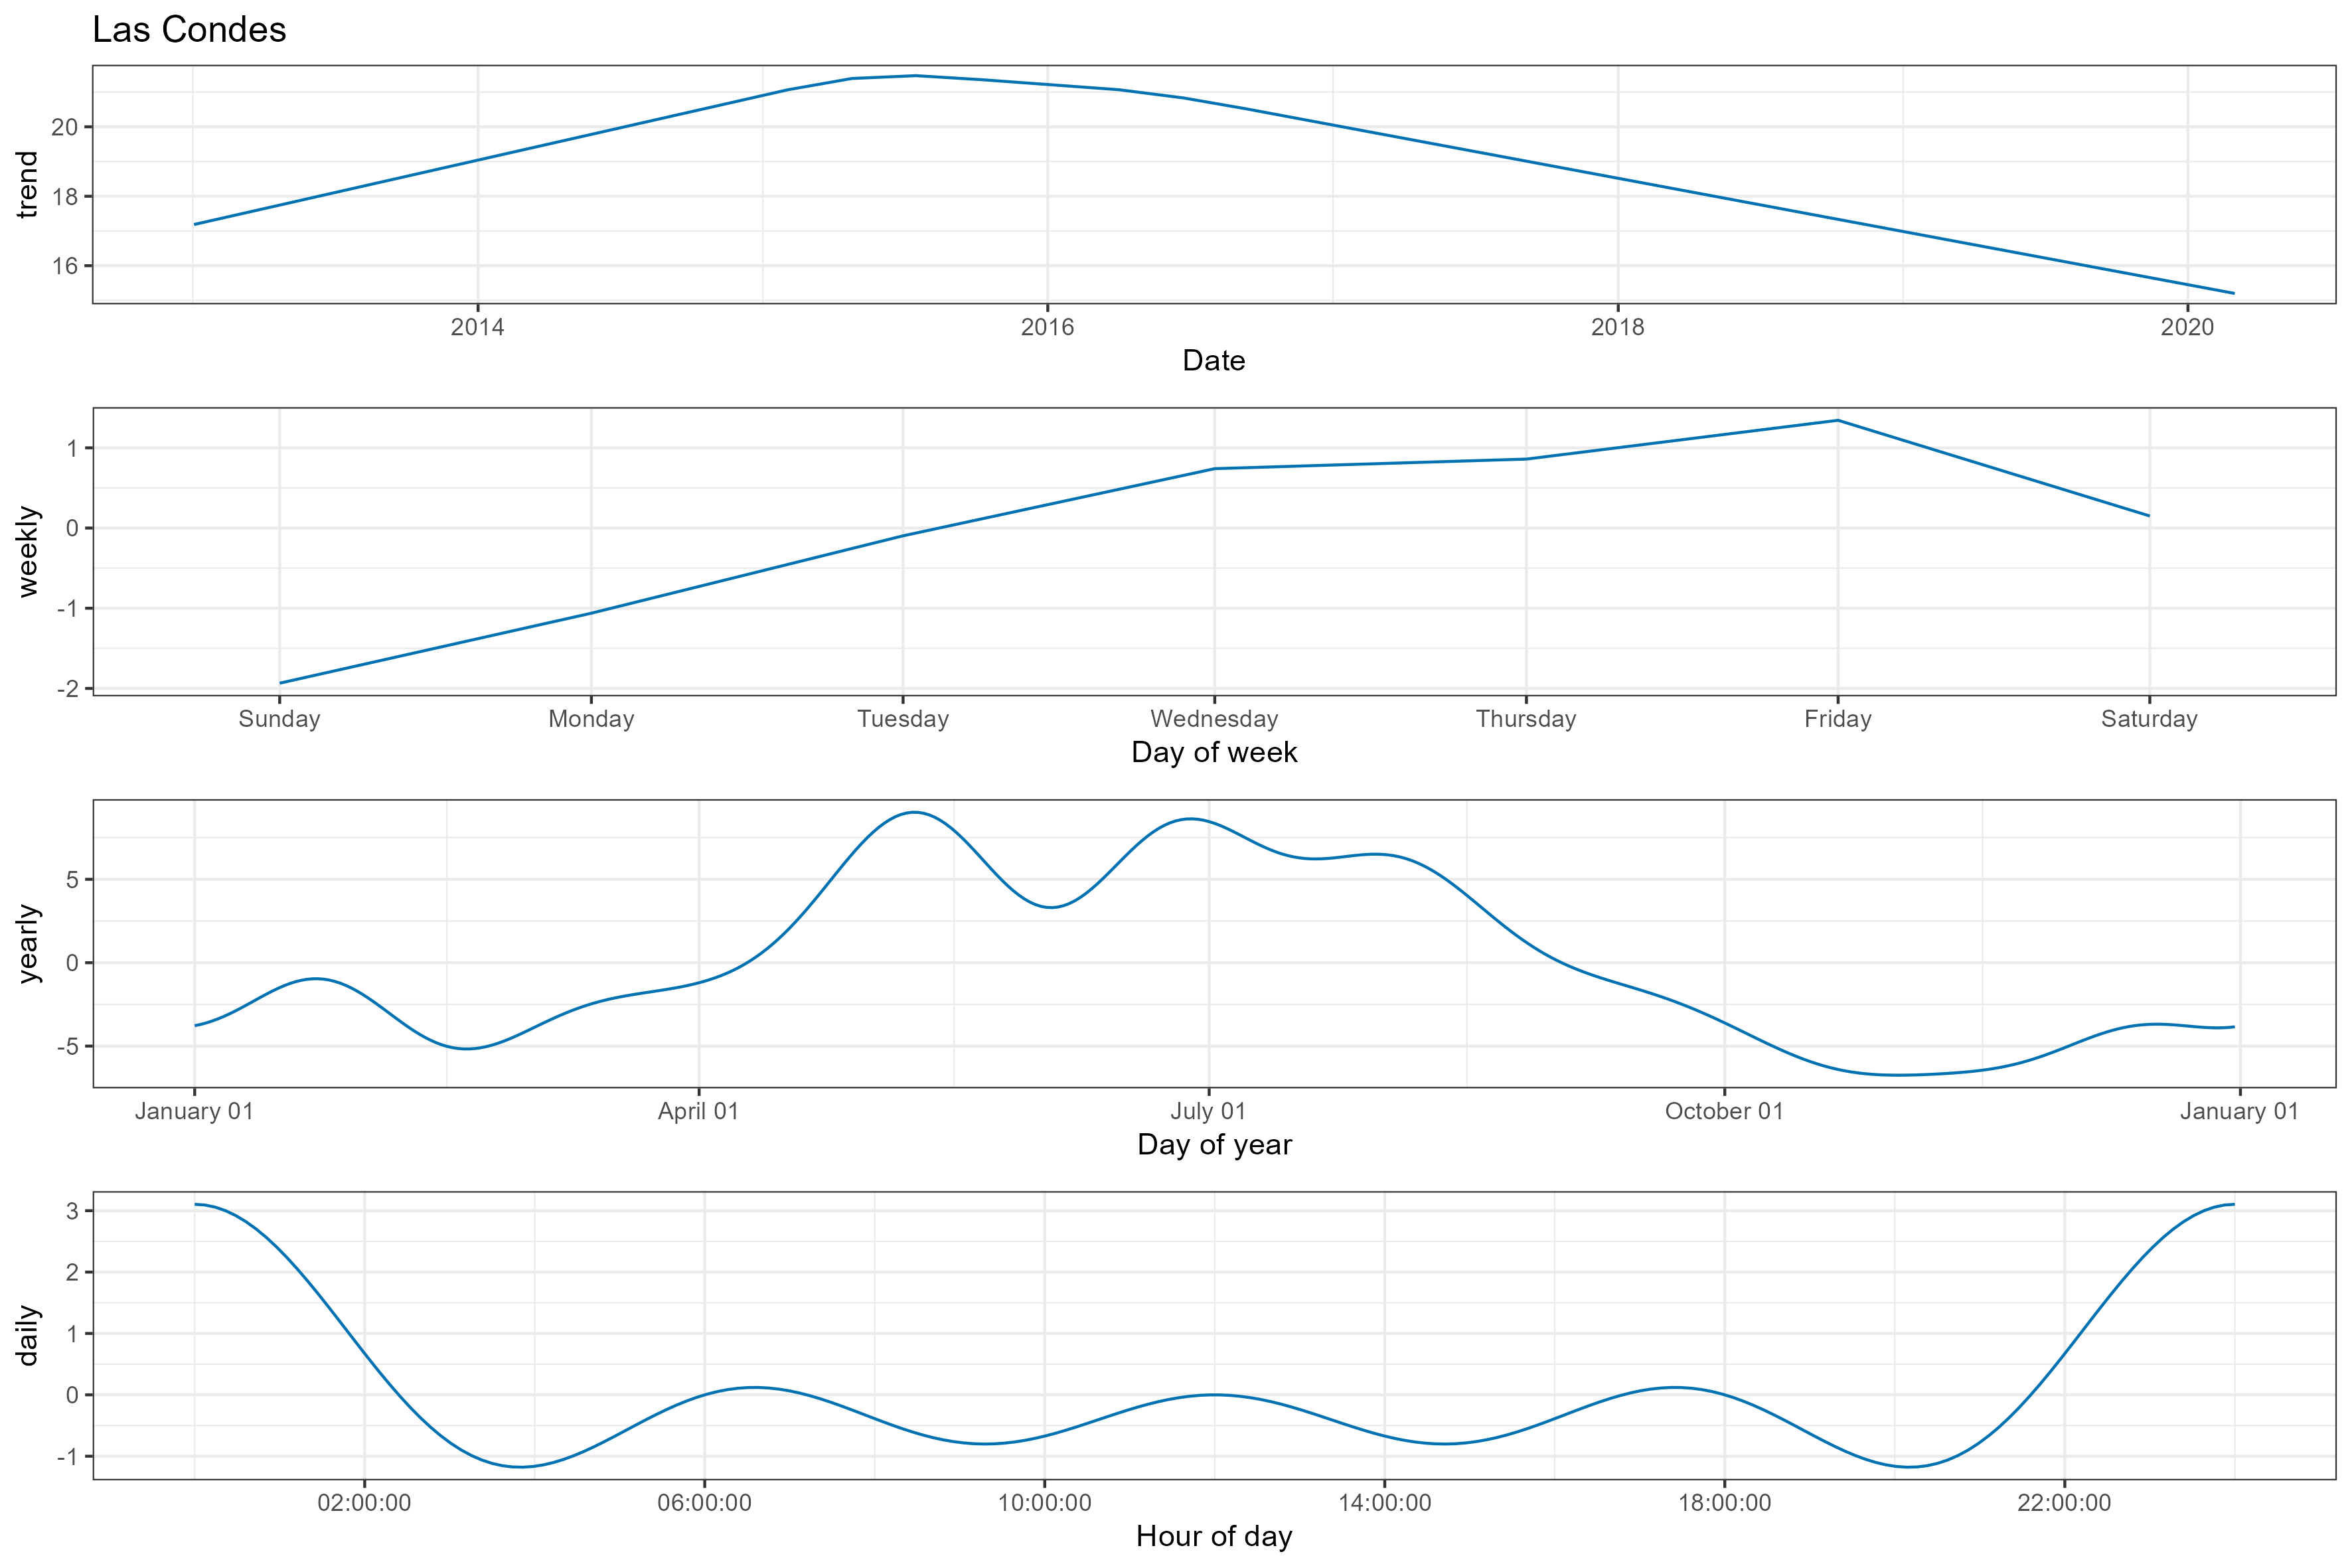 Las Condes
trend
20
18
16
2014 2016 2018 2020
Date
weekly
1
0
-1
-2
Sunday Monday Tuesday Wednesday Thursday Friday Saturday
Day of week
yearly
5
0
-5
January 01 April 01 July 01 October 01 January 01
Day of year
daily
3
2
1
0
-1
02:00:00 06:00:00 10:00:00 14:00:00 18:00:00 22:00:00
Hour of day